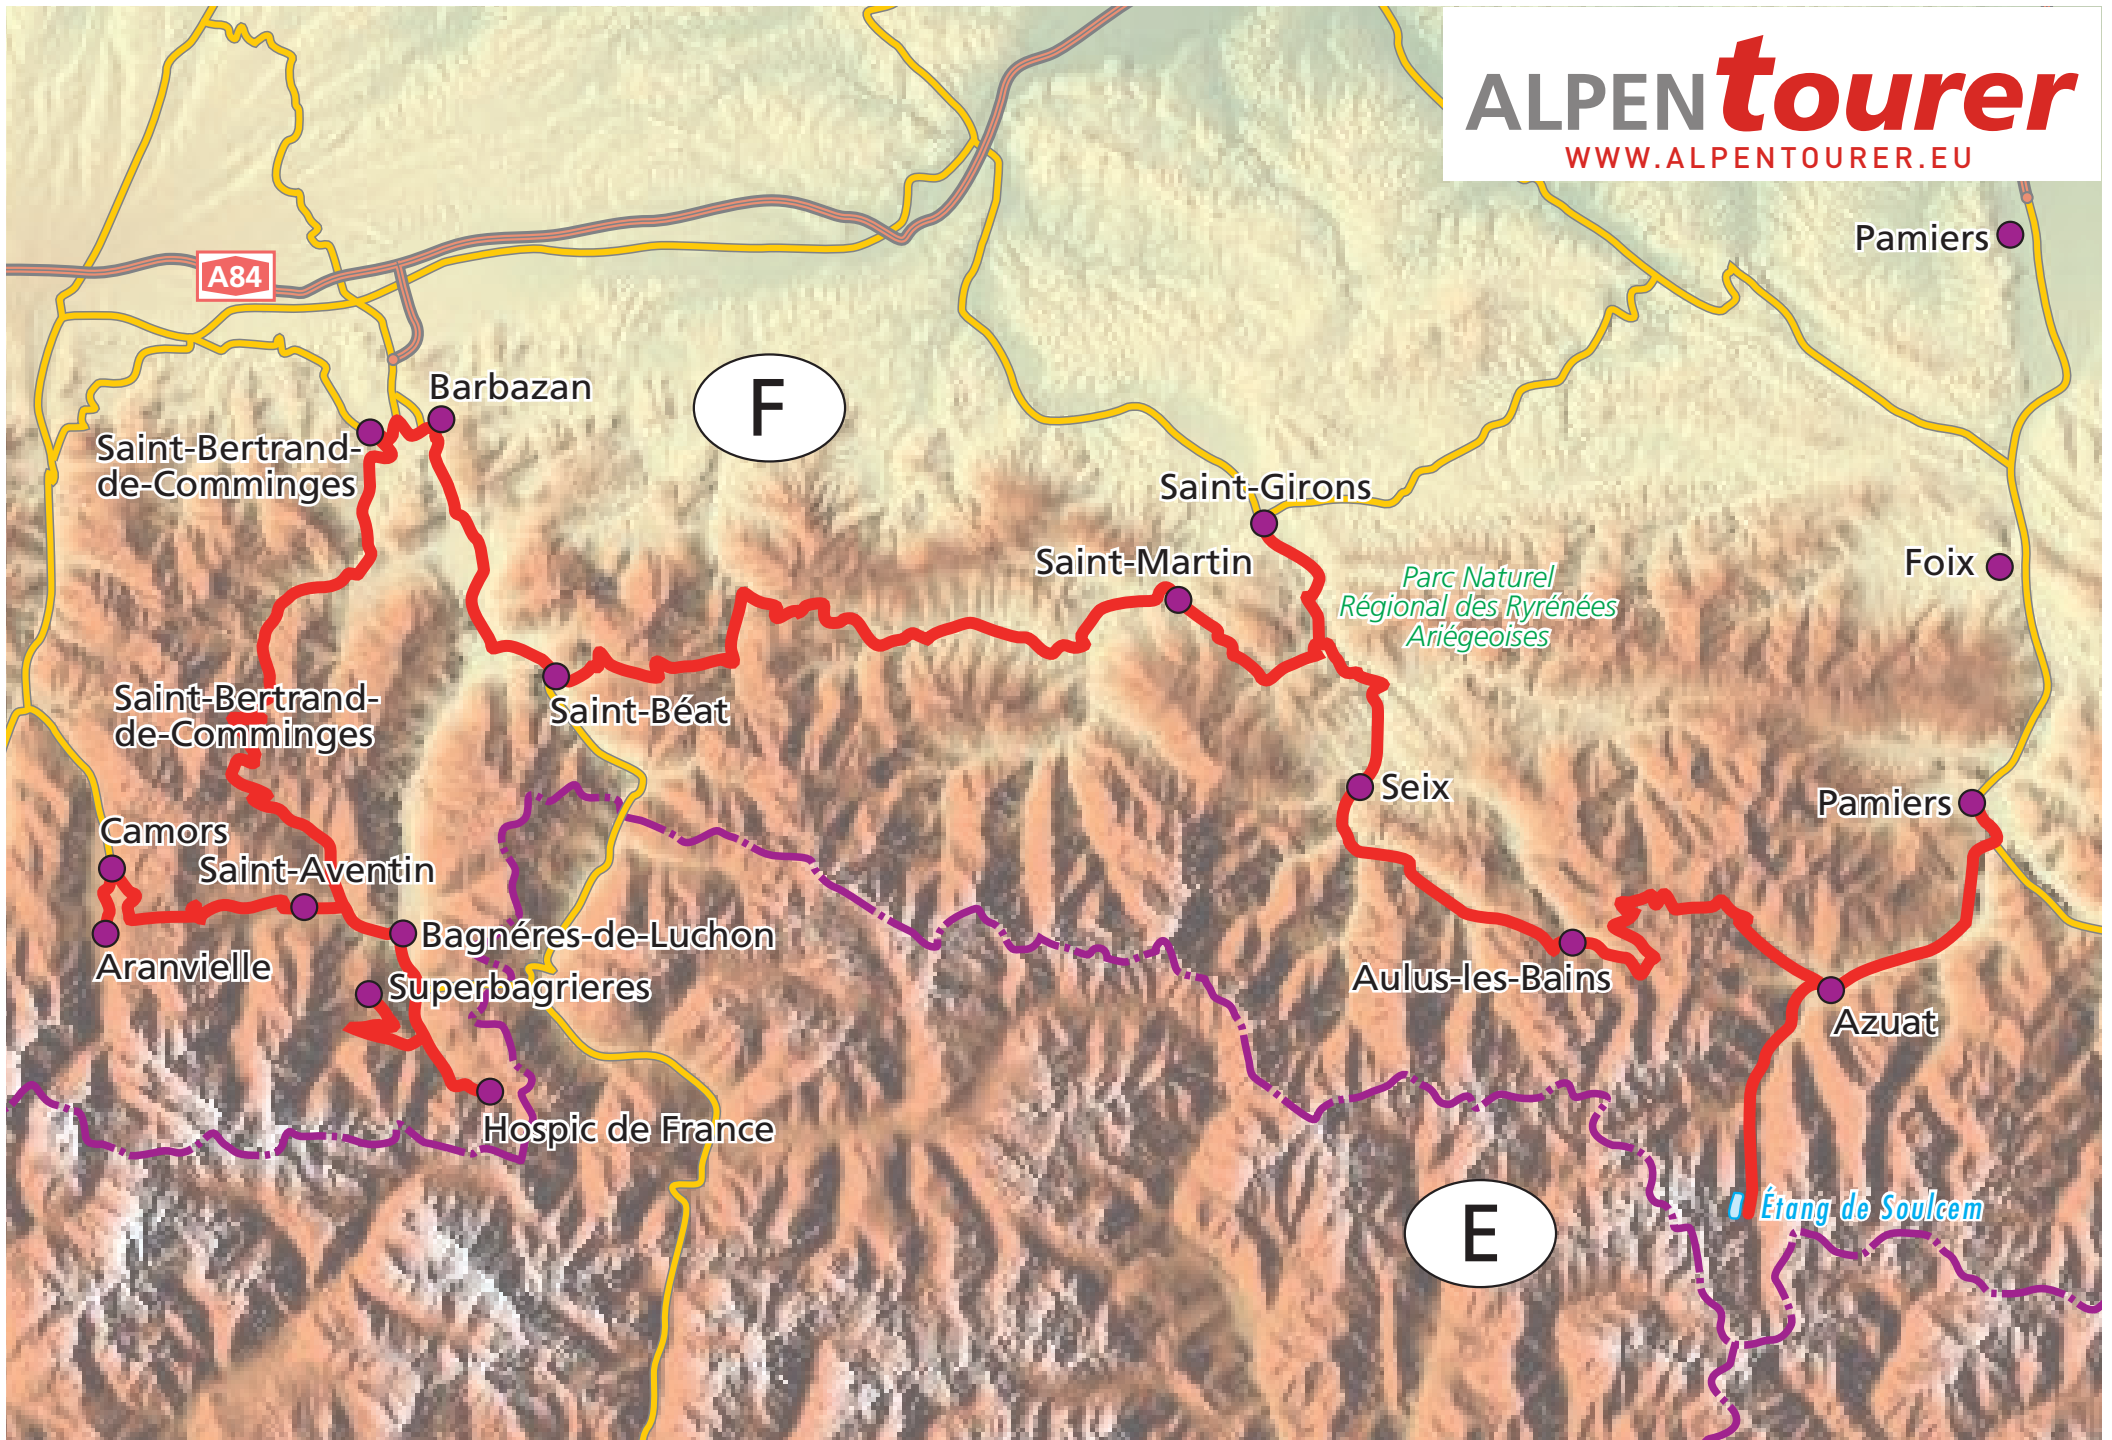 ALPENtourer
WWW.ALPENTOURER.EU
Pamiers
A84
Barbazan
F
Saint-Bertrand-
de-Comminges
Saint-Girons
Saint-Martin
Foix
Parc Naturel
Régional des Ryrénées
Ariégeoises
Saint-Bertrand-
de-Comminges
Saint-Béat
Seix
Pamiers
Camors
Saint-Aventin
Bagnéres-de-Luchon
Aranvielle
Superbagrieres
Aulus-les-Bains
Azuat
Hospic de France
Étang de Soulcem
E